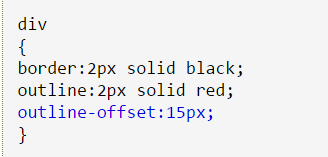 div
{
border:2px solid black;
outline:2px solid red;
outline-offset:15px;
}